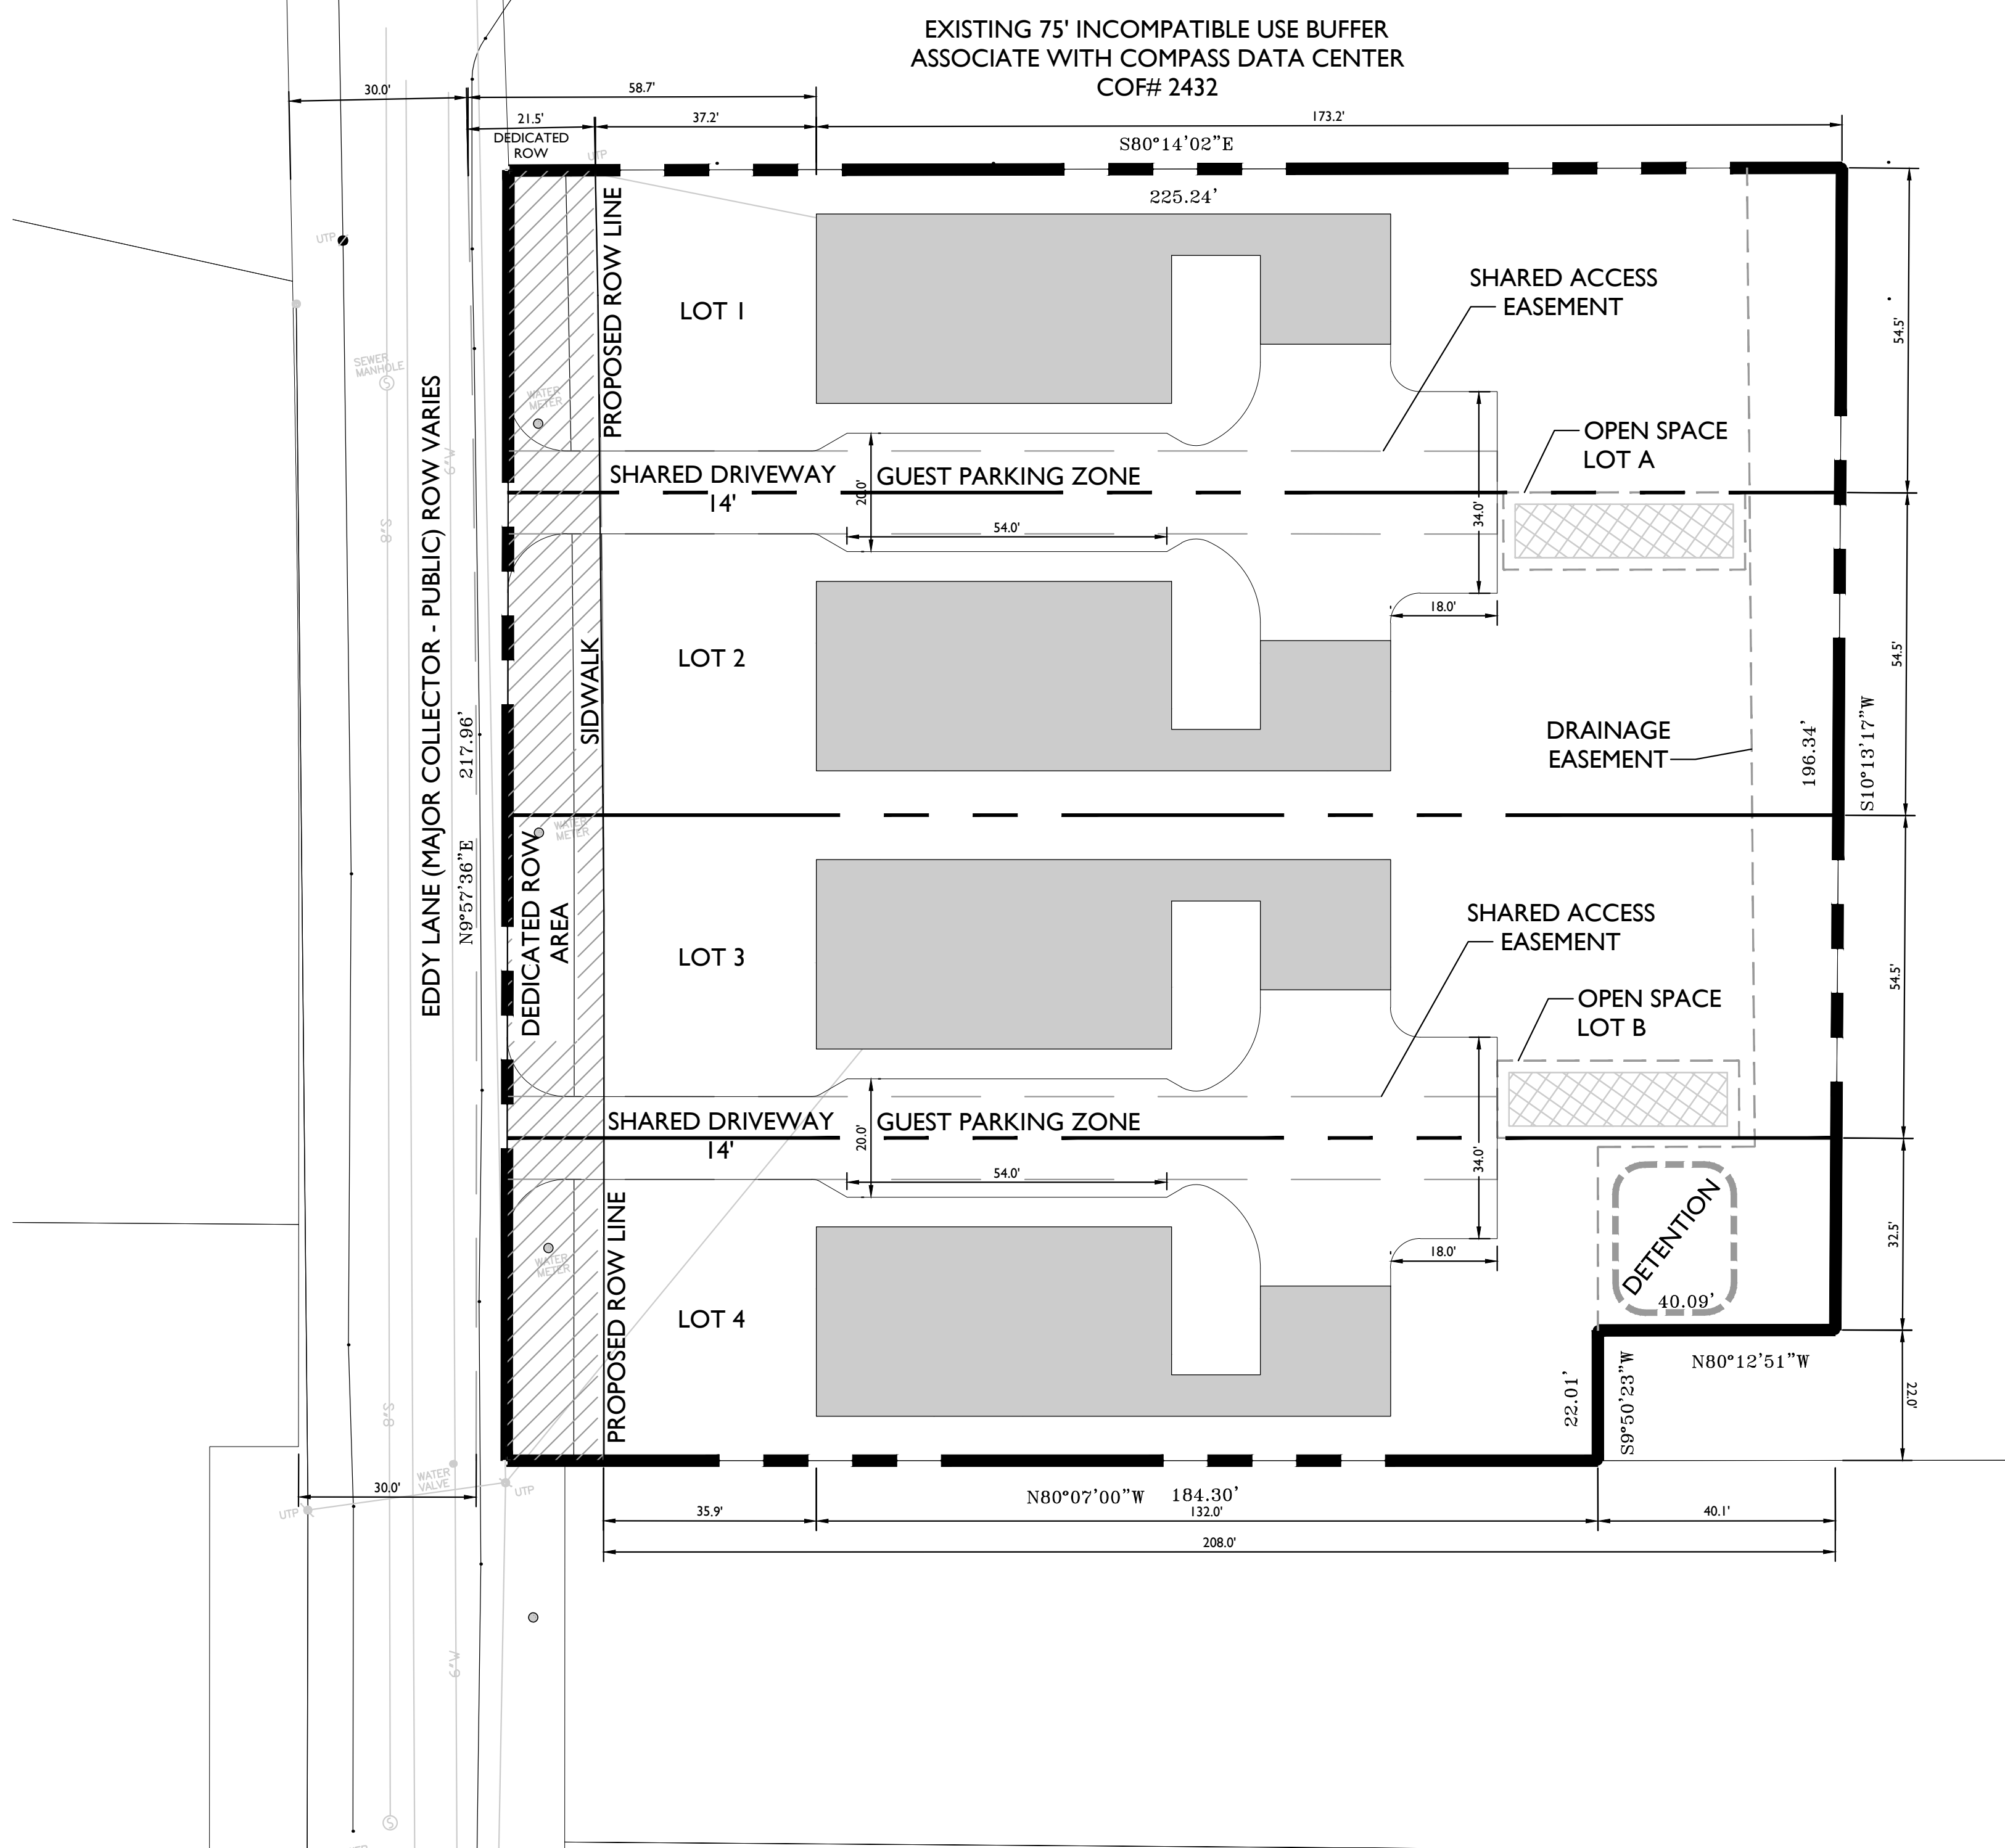 EXISTING 75' INCOMPATIBLE USE BUFFER
ASSOCIATE WITH COMPASS DATA CENTER
COF# 2432
30.0'
58.7'
21.5'
37.2'
173.2'
DEDICATED
ROW
UTP
S80°14'02"E
225.24'
PROPOSED ROW LINE
LOT 1
SHARED ACCESS
EASEMENT
54.5'
UTP
SEWER
MANHOLE
S
WATER
METER
EDDY LANE (MAJOR COLLECTOR - PUBLIC) ROW VARIES
6"W
8"S
OPEN SPACE
LOT A
SHARED DRIVEWAY
14'
20.0'
GUEST PARKING ZONE
54.0'
34.0'
18.0'
SIDWALK
LOT 2
54.5'
DRAINAGE
EASEMENT
196.34'
S10°13'17"W
N9°57'36"E 217.96'
WATER
METER
DEDICATED ROW
AREA
LOT 3
SHARED ACCESS
EASEMENT
54.5'
OPEN SPACE
LOT B
SHARED DRIVEWAY
14'
20.0'
GUEST PARKING ZONE
54.0'
34.0'
18.0'
PROPOSED ROW LINE
WATER
METER
LOT 4
DETENTION
40.09'
32.5'
N80°12'51"W
22.01'
S9°50'23"W
22.0'
8"S
WATER
VALVE
30.0'
UTP
UTP
N80°07'00"W 184.30'
35.9'
132.0'
40.1'
208.0'
6"W
S